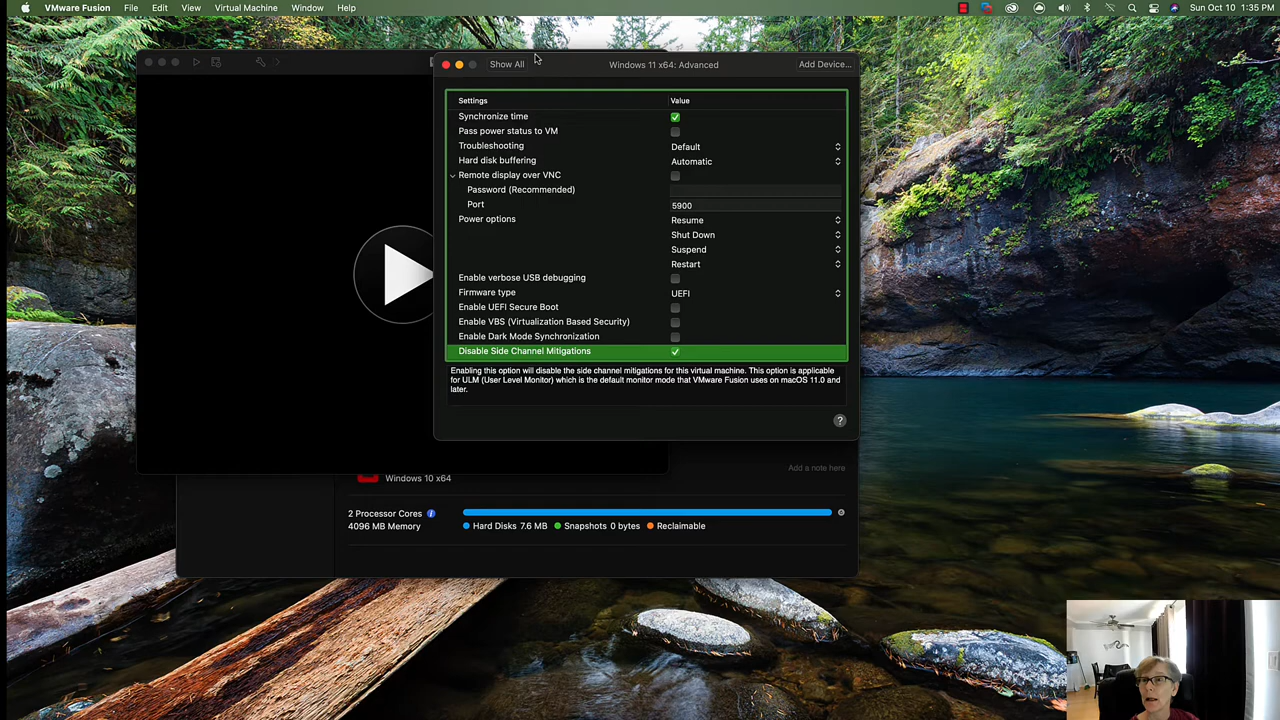 VMware Fusion File Edit View Virtual Machine Window Help Sun Oct 10 1:35 PM
Show All Windows 11 x64: Advanced Add Device...
Settings Value
Synchronize time
Pass power status to VM
Troubleshooting Default
Hard disk buffering Automatic
Remote display over VNC
Password (Recommended)
Port 5900
Power options Resume
Shut Down
Suspend
Restart
Enable verbose USB debugging
Firmware type UEFI
Enable UEFI Secure Boot
Enable VBS (Virtualization Based Security)
Enable Dark Mode Synchronization
Disable Side Channel Mitigations
Enabling this option will disable the side channel mitigations for this virtual machine. This option is applicable
for ULM (User Level Monitor) which is the default monitor mode that VMware Fusion uses on macOS 11.0 and
later.
?
Add a note here
Windows 10 x64
2 Processor Cores
4096 MB Memory Hard Disks 7.6 MB Snapshots 0 bytes Reclaimable